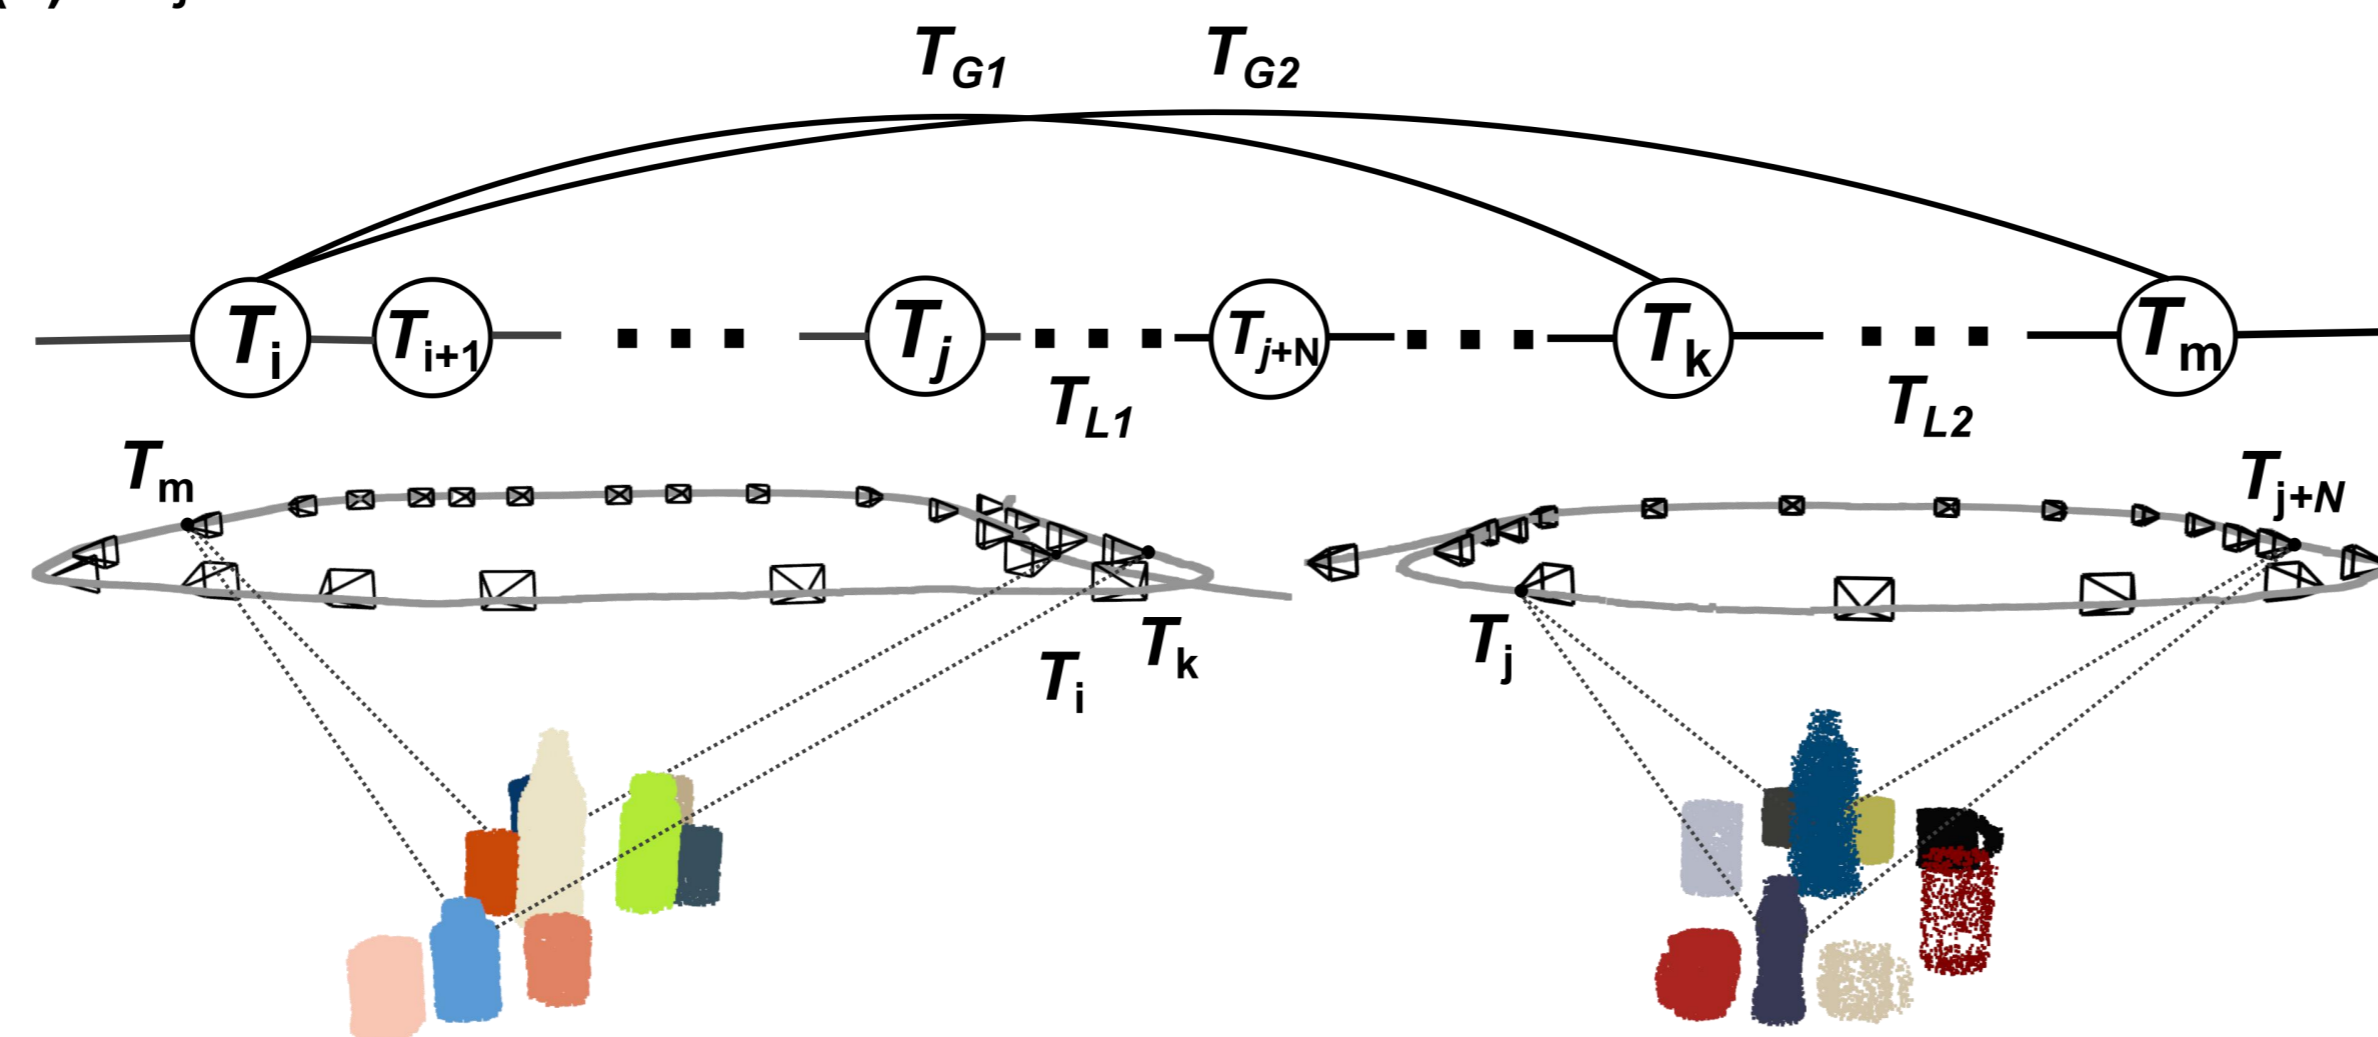 T_G1 T_G2
T_i T_i+1 ... T_j ... T_j+N ... T_k ... T_m
T_L1 T_L2
T_m T_j+N
T_i T_k T_j